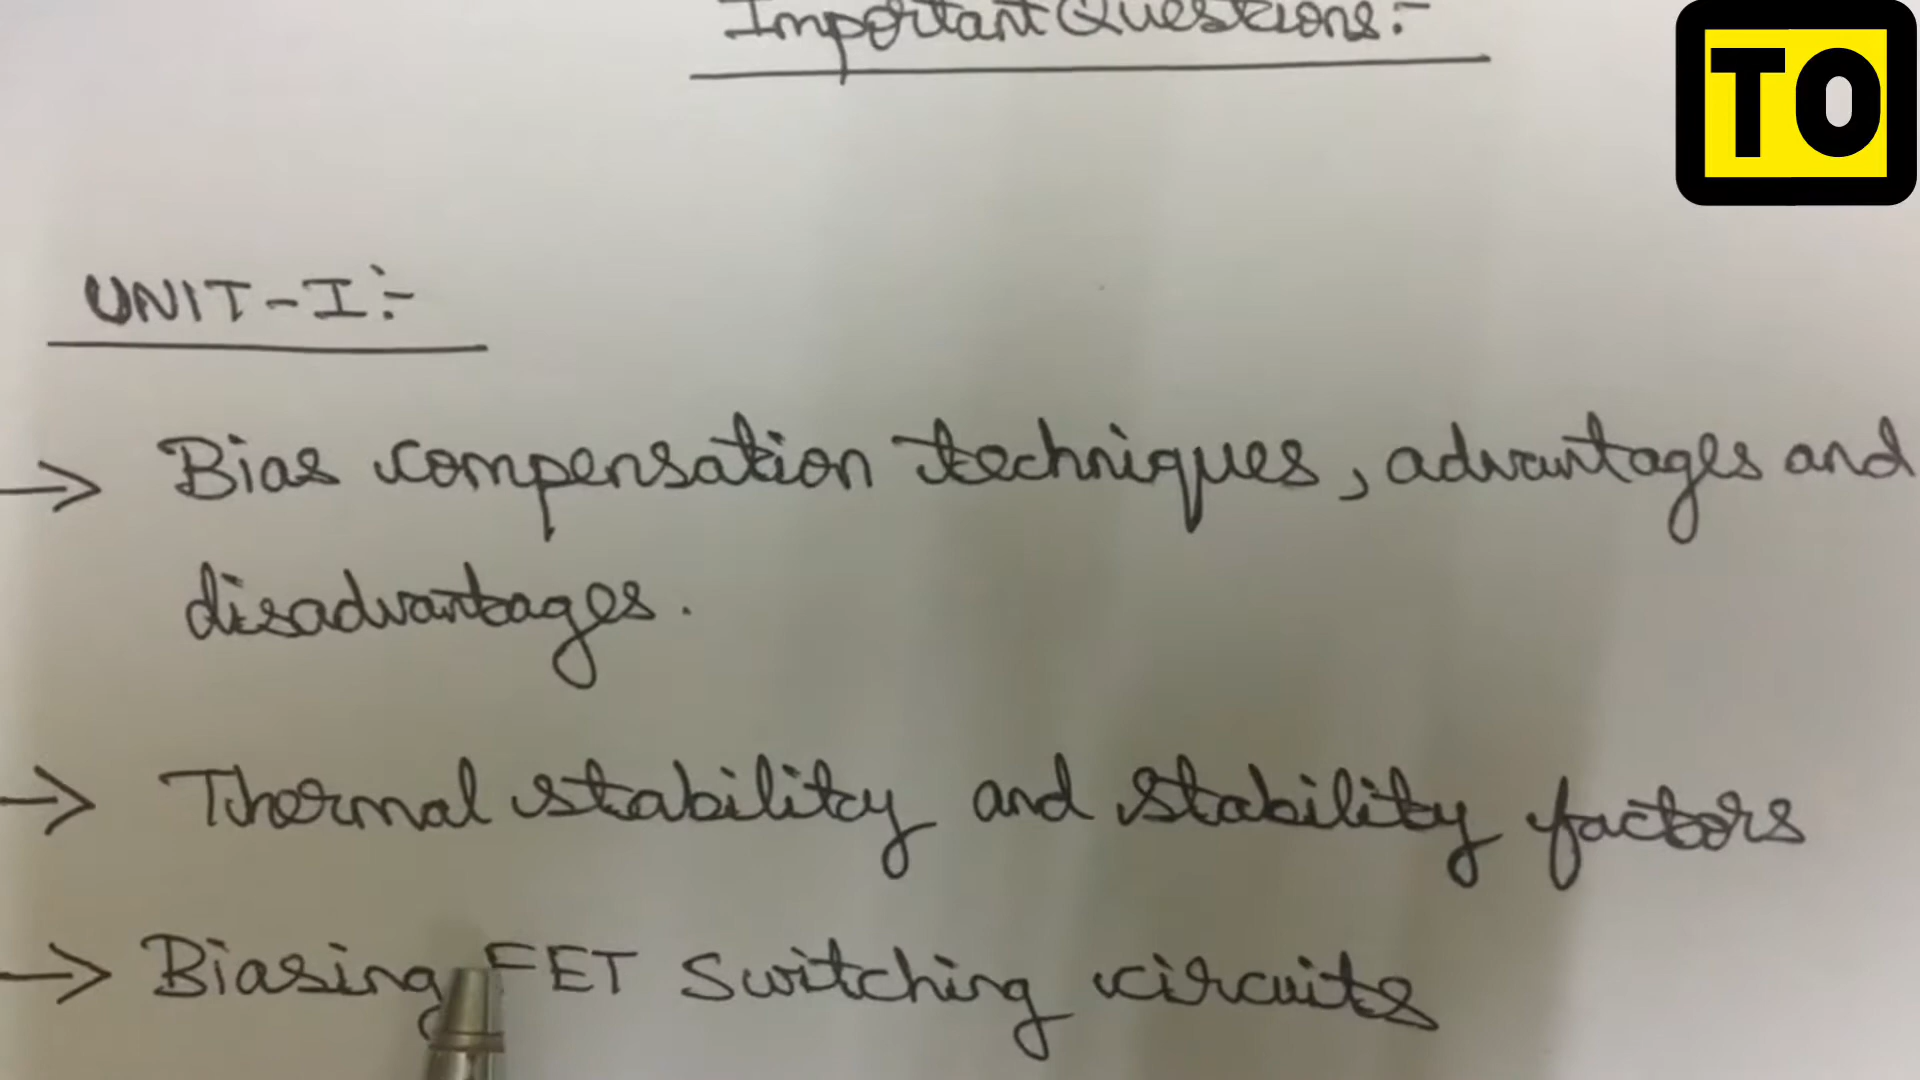 Important Questions:-
TO
UNIT-I:-
→ Bias compensation techniques, advantages and
disadvantages.
→ Thermal stability and stability factors
→ Biasing FET Switching circuits